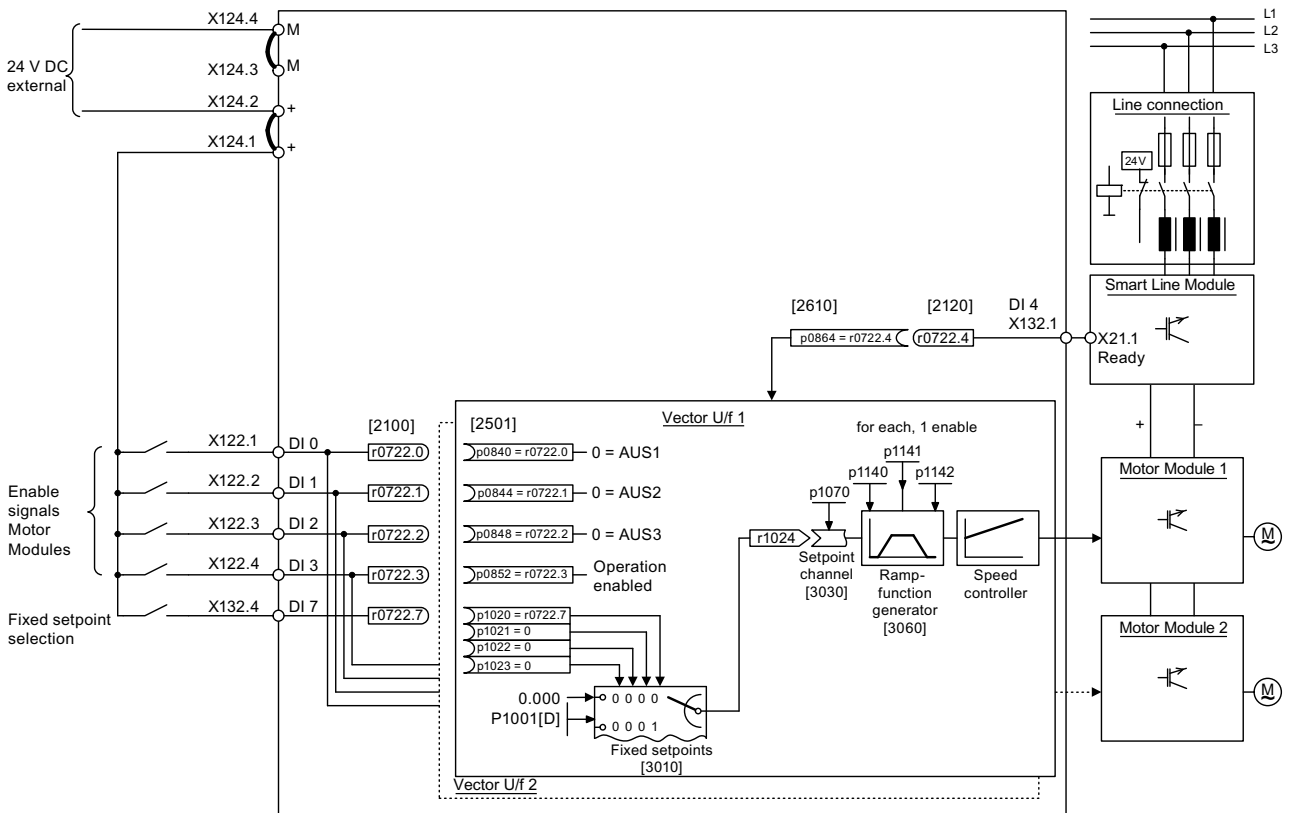 X124.4
M
24 V DC
external
X124.3
M
X124.2
+
X124.1
+
L1
L2
L3
Line connection
24V
Smart Line Module
[2610]
[2120]
DI 4
X132.1
p0864 = r0722.4
r0722.4
X21.1
Ready
+
–
Vector U/f 1
[2100]
[2501]
for each, 1 enable
p1141
p1140
p1142
p1070
X122.1
DI 0
r0722.0
p0840 = r0722.0
0 = AUS1
X122.2
DI 1
r0722.1
p0844 = r0722.1
0 = AUS2
X122.3
DI 2
r0722.2
p0848 = r0722.2
0 = AUS3
X122.4
DI 3
r0722.3
p0852 = r0722.3
Operation
enabled
Enable
signals
Motor
Modules
X132.4
DI 7
r0722.7
p1020 = r0722.7
p1021 = 0
p1022 = 0
p1023 = 0
Fixed setpoint
selection
r1024
Setpoint
channel
[3030]
Ramp-
function
generator
[3060]
Speed
controller
Motor Module 1
M
Motor Module 2
M
0.000
0 0 0 0
P1001[D]
0 0 0 1
Fixed setpoints
[3010]
Vector U/f 2